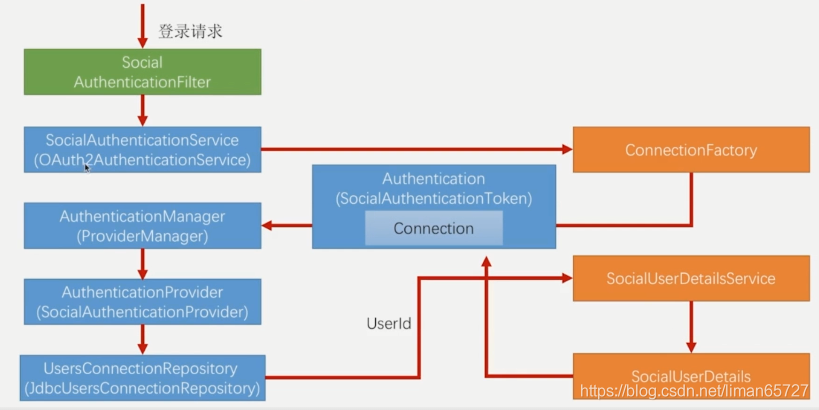 登录请求
Social
AuthenticationFilter
SocialAuthenticationService
(OAuth2AuthenticationService)
ConnectionFactory
Authentication
(SocialAuthenticationToken)
Connection
AuthenticationManager
(ProviderManager)
AuthenticationProvider
(SocialAuthenticationProvider)
SocialUserDetailsService
UserId
UsersConnectionRepository
(JdbcUsersConnectionRepository)
SocialUserDetails
https://blog.csdn.net/liman65727